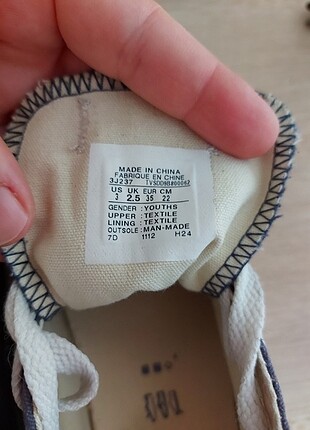 MADE IN CHINA
FABRIQUE EN CHINE
3J237
US UK EUR CM
3 2.5 35 22
GENDER : YOUTHS
UPPER : TEXTILE
LINING : TEXTILE
OUTSOLE: MAN-MADE
7D 1112 H24